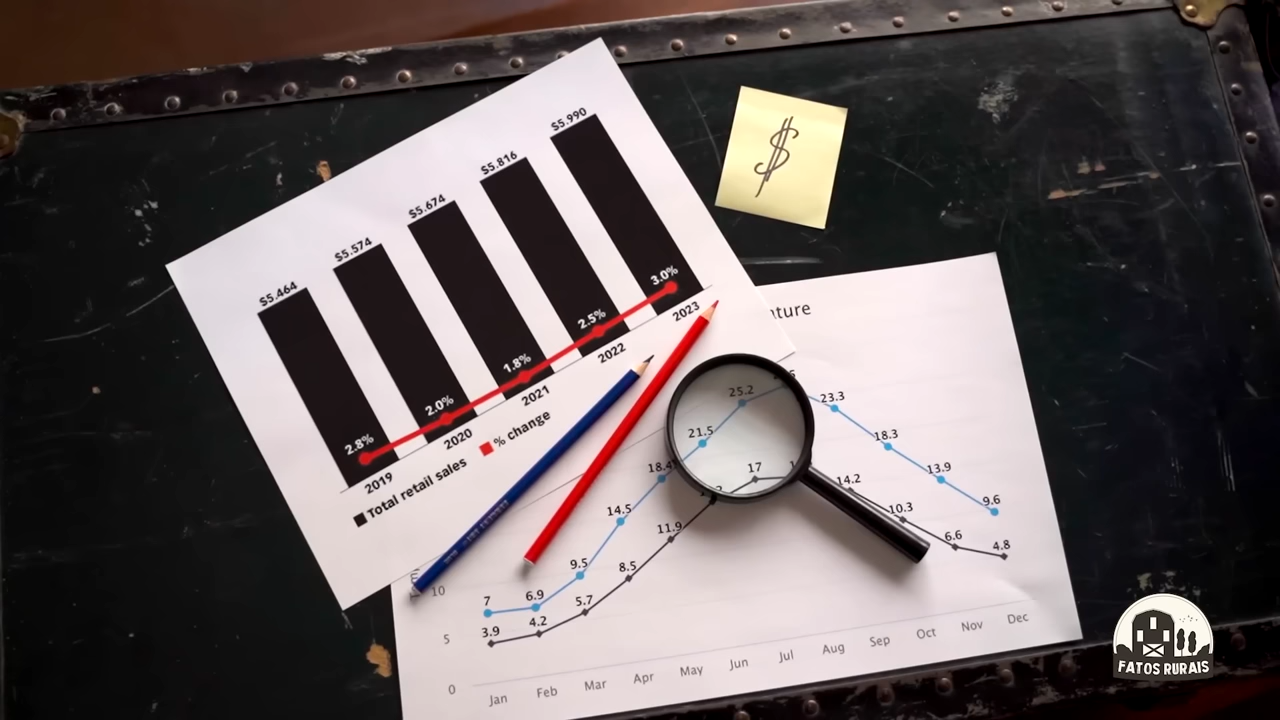 $5.464
$5.574
$5.674
$5.816
$5.990
2.8%
2.0%
1.8%
2.5%
3.0%
2019
2020
2021
2022
2023
Total retail sales
% change
$
ature
7
6.9
9.5
14.5
18.4
21.5
25.2
23.3
18.3
13.9
9.6
3.9
4.2
5.7
8.5
11.9
17
14.2
10.3
6.6
4.8
10
5
0
Jan
Feb
Mar
Apr
May
Jun
Jul
Aug
Sep
Oct
Nov
Dec
FATOS RURAIS